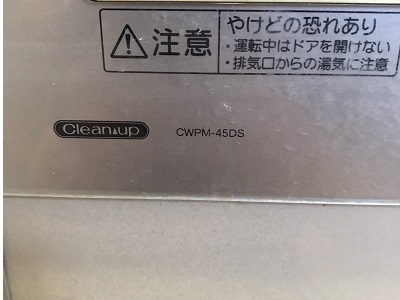 注意
やけどの恐れあり
・運転中はドアを開けない
・排気口からの湯気に注意
Cleanup CWPM-45DS